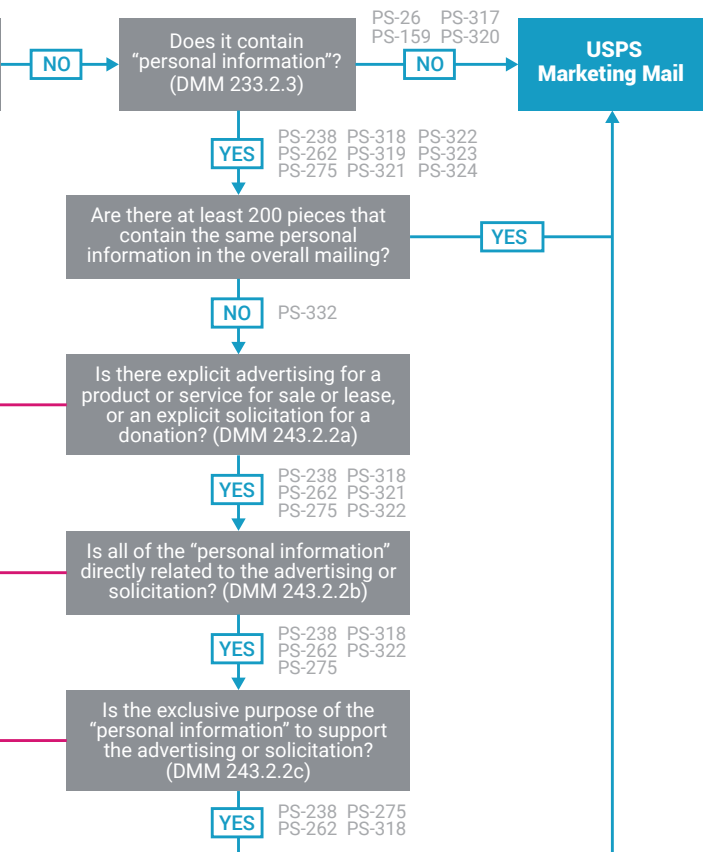 PS-26 PS-317
PS-159 PS-320
NO
Does it contain
“personal information”?
(DMM 233.2.3)
NO
USPS
Marketing Mail
YES
PS-238 PS-318 PS-322
PS-262 PS-319 PS-323
PS-275 PS-321 PS-324
Are there at least 200 pieces that
contain the same personal
information in the overall mailing?
YES
NO
PS-332
Is there explicit advertising for a
product or service for sale or lease,
or an explicit solicitation for a
donation? (DMM 243.2.2a)
YES
PS-238 PS-318
PS-262 PS-321
PS-275 PS-322
Is all of the “personal information”
directly related to the advertising or
solicitation? (DMM 243.2.2b)
YES
PS-238 PS-318
PS-262 PS-322
PS-275
Is the exclusive purpose of the
“personal information” to support
the advertising or solicitation?
(DMM 243.2.2c)
YES
PS-238 PS-275
PS-262 PS-318